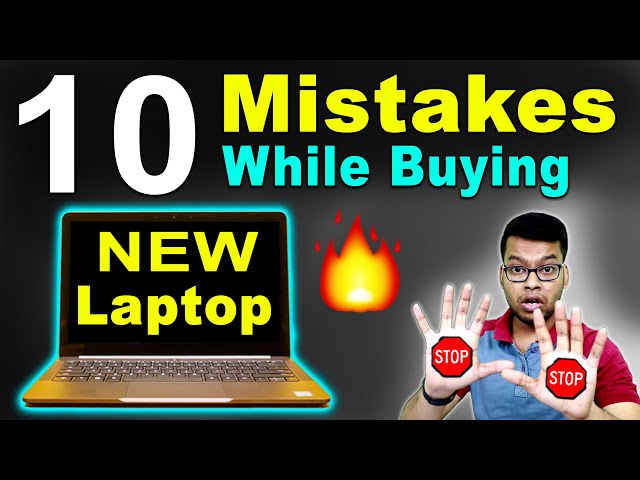 10 Mistakes
While Buying
NEW
Laptop
STOP
STOP